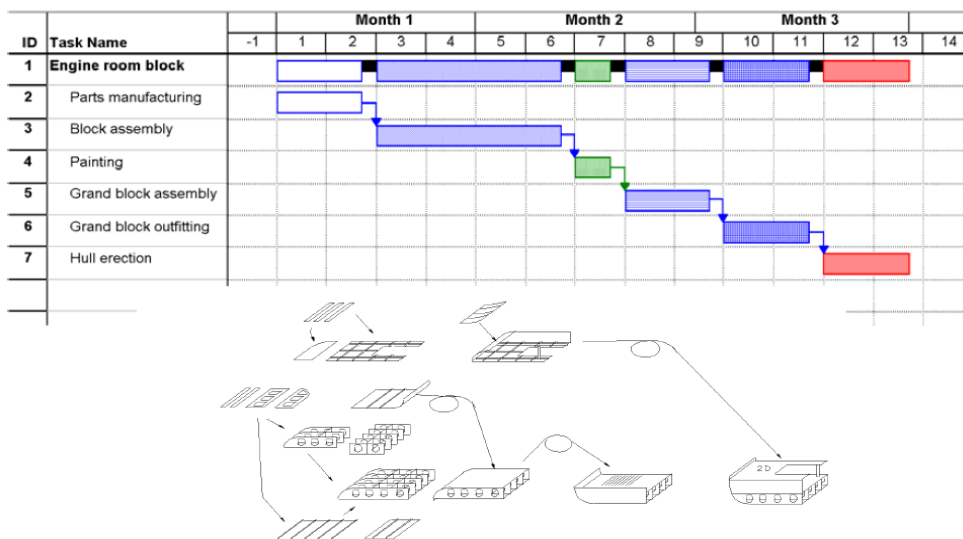 Month 1 Month 2 Month 3
ID Task Name -1 1 2 3 4 5 6 7 8 9 10 11 12 13 14
1 Engine room block
2 Parts manufacturing
3 Block assembly
4 Painting
5 Grand block assembly
6 Grand block outfitting
7 Hull erection
2 D